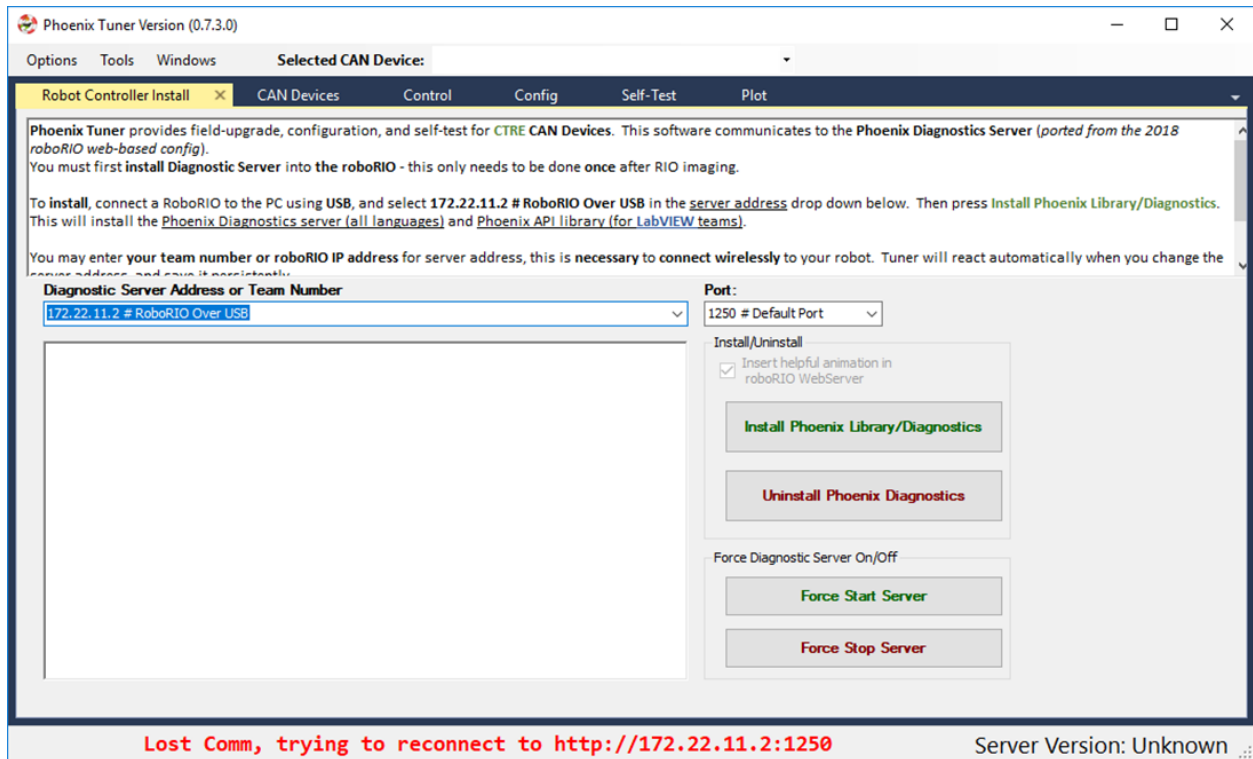 Phoenix Tuner Version (0.7.3.0)
Options Tools Windows Selected CAN Device:
Robot Controller Install CAN Devices Control Config Self-Test Plot
Phoenix Tuner provides field-upgrade, configuration, and self-test for CTRE CAN Devices. This software communicates to the Phoenix Diagnostics Server (ported from the 2018
roboRIO web-based config).
You must first install Diagnostic Server into the roboRIO - this only needs to be done once after RIO imaging.
To install, connect a RoboRIO to the PC using USB, and select 172.22.11.2 # RoboRIO Over USB in the server address drop down below. Then press Install Phoenix Library/Diagnostics.
This will install the Phoenix Diagnostics server (all languages) and Phoenix API library (for LabVIEW teams).
You may enter your team number or roboRIO IP address for server address, this is necessary to connect wirelessly to your robot. Tuner will react automatically when you change the
server address, and save it persistently.
Diagnostic Server Address or Team Number
172.22.11.2 # RoboRIO Over USB
Port:
1250 # Default Port
Install/Uninstall
Insert helpful animation in
roboRIO WebServer
Install Phoenix Library/Diagnostics
Uninstall Phoenix Diagnostics
Force Diagnostic Server On/Off
Force Start Server
Force Stop Server
Lost Comm, trying to reconnect to http://172.22.11.2:1250
Server Version: Unknown